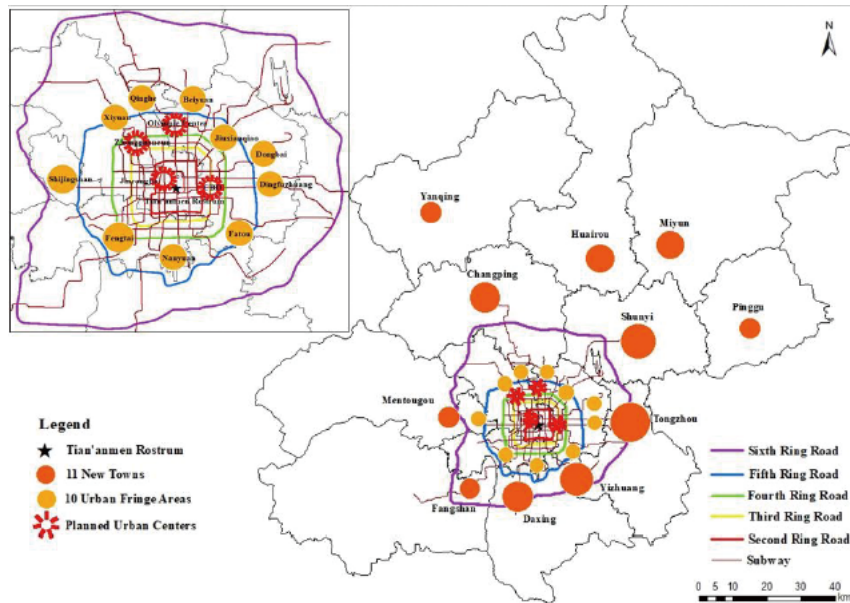 N
Qinghe
Beiyuan
Xiyuan
Olympic Center
Jiuxianqiao
Zhongguancun
Dongbai
Shijingshan
Dingfuzhuang
Tian'anmen Rostrum
Fengtai
Fatou
Nanyuan
Yanqing
Huairou
Miyun
Changping
Shunyi
Pinggu
Mentougou
Tongzhou
Yizhuang
Fangshan
Daxing
Legend
Tian'anmen Rostrum
11 New Towns
10 Urban Fringe Areas
Planned Urban Centers
Sixth Ring Road
Fifth Ring Road
Fourth Ring Road
Third Ring Road
Second Ring Road
Subway
0 5 10 20 30 40
km